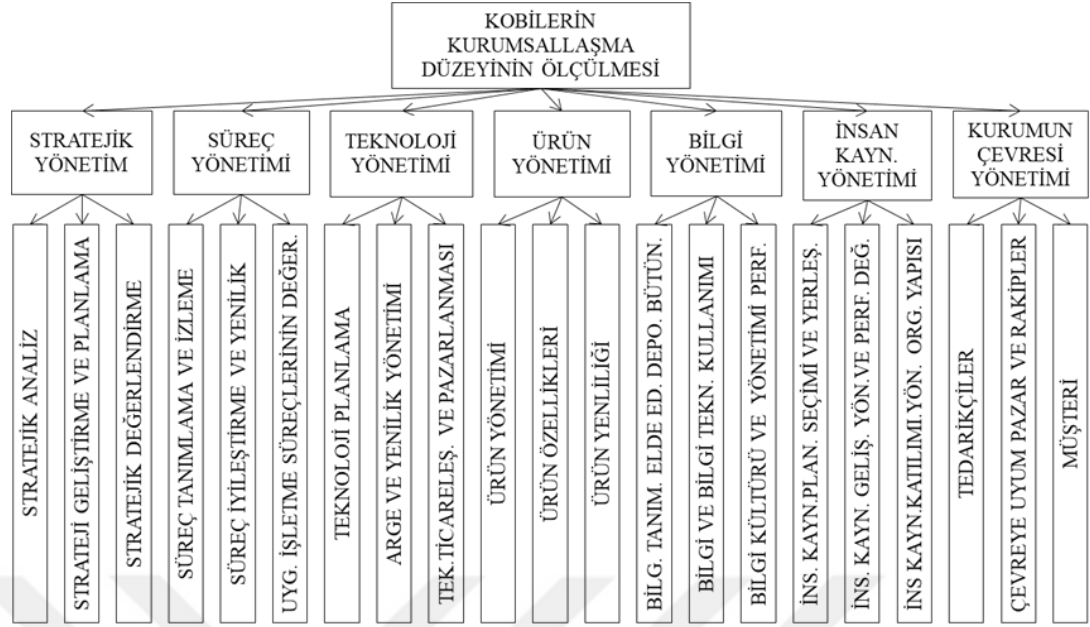 KOBİLERİN
KURUMSALLAŞMA
DÜZEYİNİN ÖLÇÜLMESİ
STRATEJİK
YÖNETİM
SÜREÇ
YÖNETİMİ
TEKNOLOJİ
YÖNETİMİ
ÜRÜN
YÖNETİMİ
BİLGİ
YÖNETİMİ
İNSAN
KAYN.
YÖNETİMİ
KURUMUN
ÇEVRESİ
YÖNETİMİ
STRATEJİK ANALİZ
STRATEJİ GELİŞTİRME VE PLANLAMA
STRATEJİK DEĞERLENDİRME
SÜREÇ TANIMLAMA VE İZLEME
SÜREÇ İYİLEŞTİRME VE YENİLİK
UYG. İŞLETME SÜREÇLERİNİN DEĞER.
TEKNOLOJİ PLANLAMA
ARGE VE YENİLİK YÖNETİMİ
TEK.TİCARELEŞ. VE PAZARLANMASI
ÜRÜN YÖNETİMİ
ÜRÜN ÖZELLİKLERİ
ÜRÜN YENLİLİĞİ
BİLG. TANIM. ELDE ED. DEPO. BÜTÜN.
BİLGİ VE BİLGİ TEKN. KULLANIMI
BİLGİ KÜLTÜRÜ VE YÖNETİMİ PERF.
İNS. KAYN.PLAN. SEÇİMİ VE YERLEŞ.
İNS. KAYN. GELİŞ. YÖN.VE PERF. DEĞ.
İNS KAYN.KATILIMI.YÖN. ORG. YAPISI
TEDARİKÇİLER
ÇEVREYE UYUM PAZAR VE RAKİPLER
MÜŞTERİ